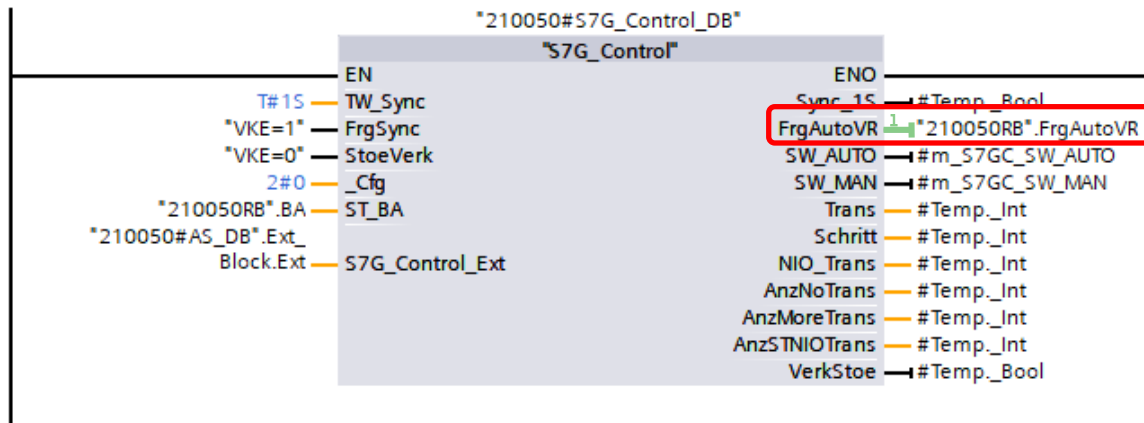 "210050#S7G_Control_DB"
"S7G_Control"
EN ENO
T#1S TW_Sync Sync_1S #Temp._Bool
"VKE=1" FrgSync FrgAutoVR 1 "210050RB".FrgAutoVR
"VKE=0" StoeVerk SW_AUTO #m_S7GC_SW_AUTO
2#0 _Cfg SW_MAN #m_S7GC_SW_MAN
"210050RB".BA ST_BA Trans #Temp._Int
"210050#AS_DB".Ext_ Schritt #Temp._Int
Block.Ext S7G_Control_Ext NIO_Trans #Temp._Int
AnzNoTrans #Temp._Int
AnzMoreTrans #Temp._Int
AnzSTNIOTrans #Temp._Int
VerkStoe #Temp._Bool